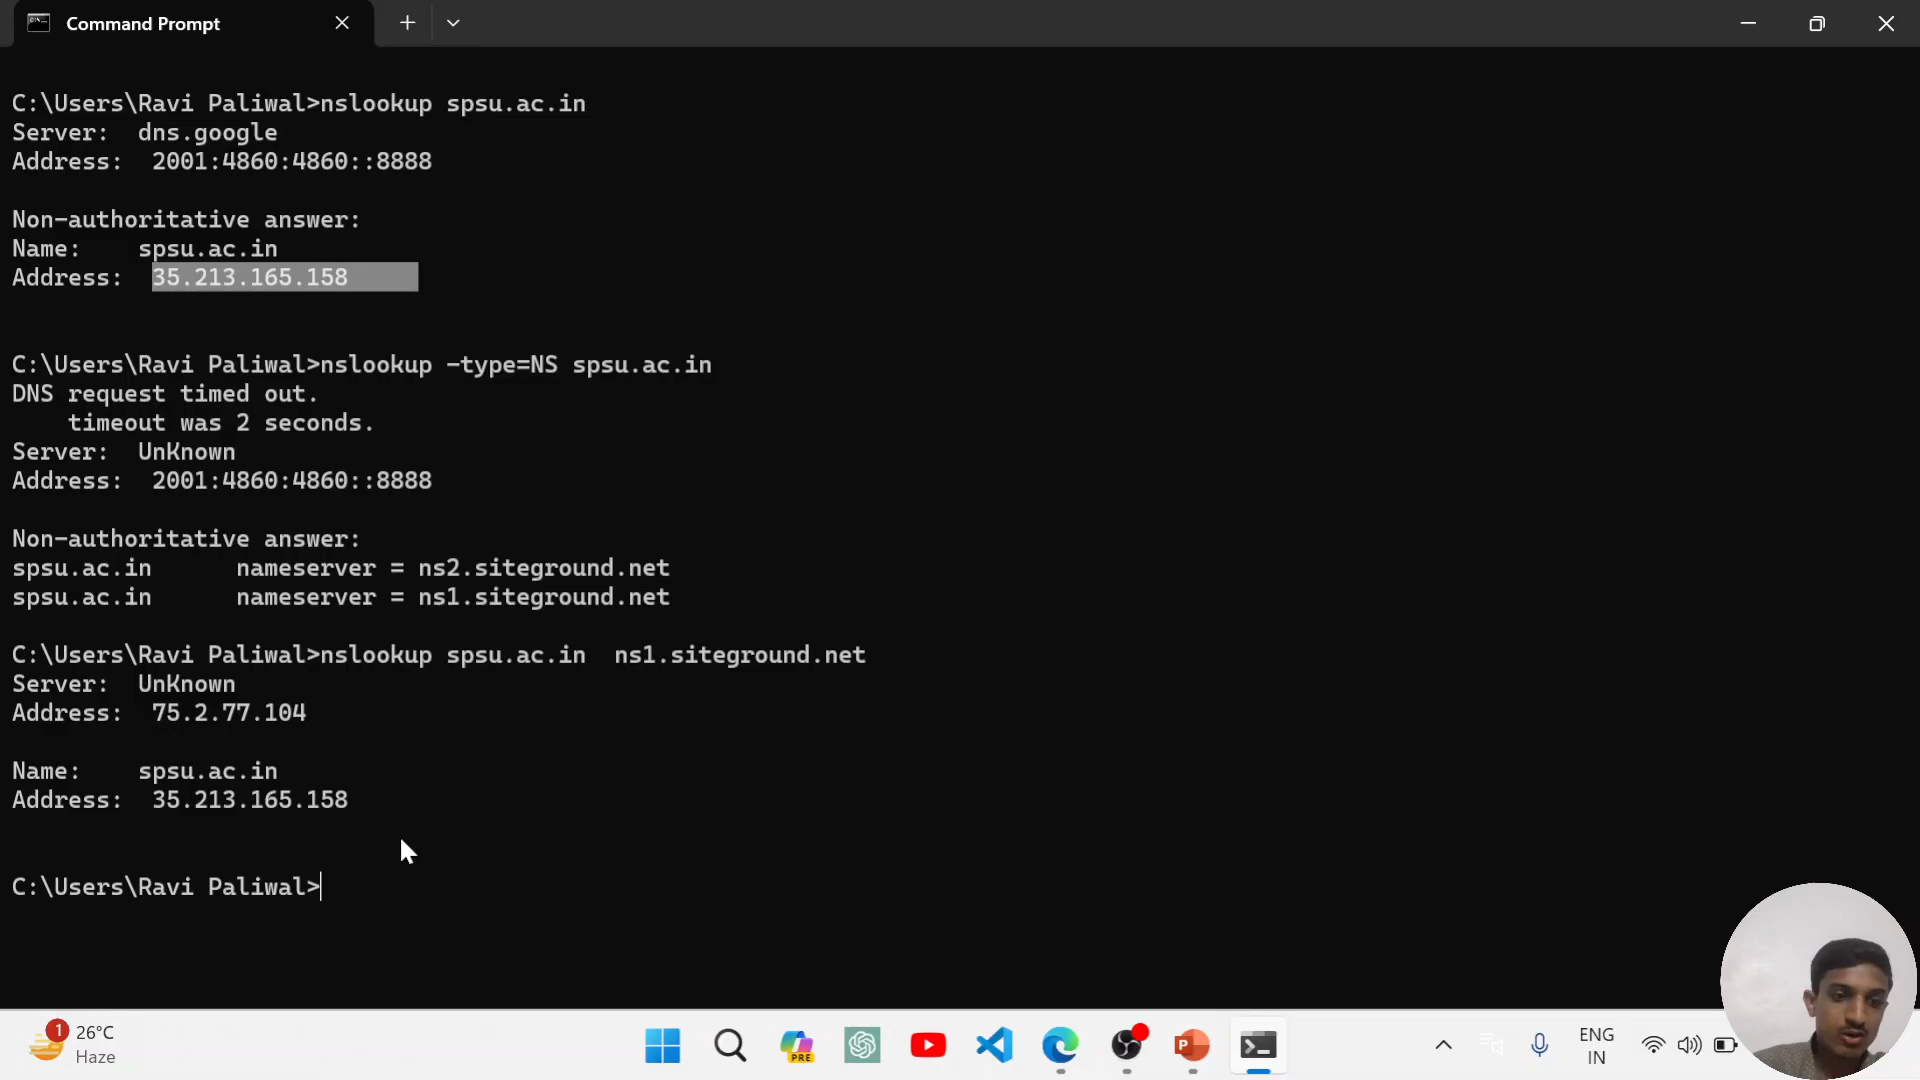 Command Prompt
C:\Users\Ravi Paliwal>nslookup spsu.ac.in
Server:  dns.google
Address:  2001:4860:4860::8888
Non-authoritative answer:
Name:    spsu.ac.in
Address:  35.213.165.158
C:\Users\Ravi Paliwal>nslookup -type=NS spsu.ac.in
DNS request timed out.
    timeout was 2 seconds.
Server:  UnKnown
Address:  2001:4860:4860::8888
Non-authoritative answer:
spsu.ac.in      nameserver = ns2.siteground.net
spsu.ac.in      nameserver = ns1.siteground.net
C:\Users\Ravi Paliwal>nslookup spsu.ac.in  ns1.siteground.net
Server:  UnKnown
Address:  75.2.77.104
Name:    spsu.ac.in
Address:  35.213.165.158
C:\Users\Ravi Paliwal>
1
26°C
Haze
PRE
P
ENG
IN